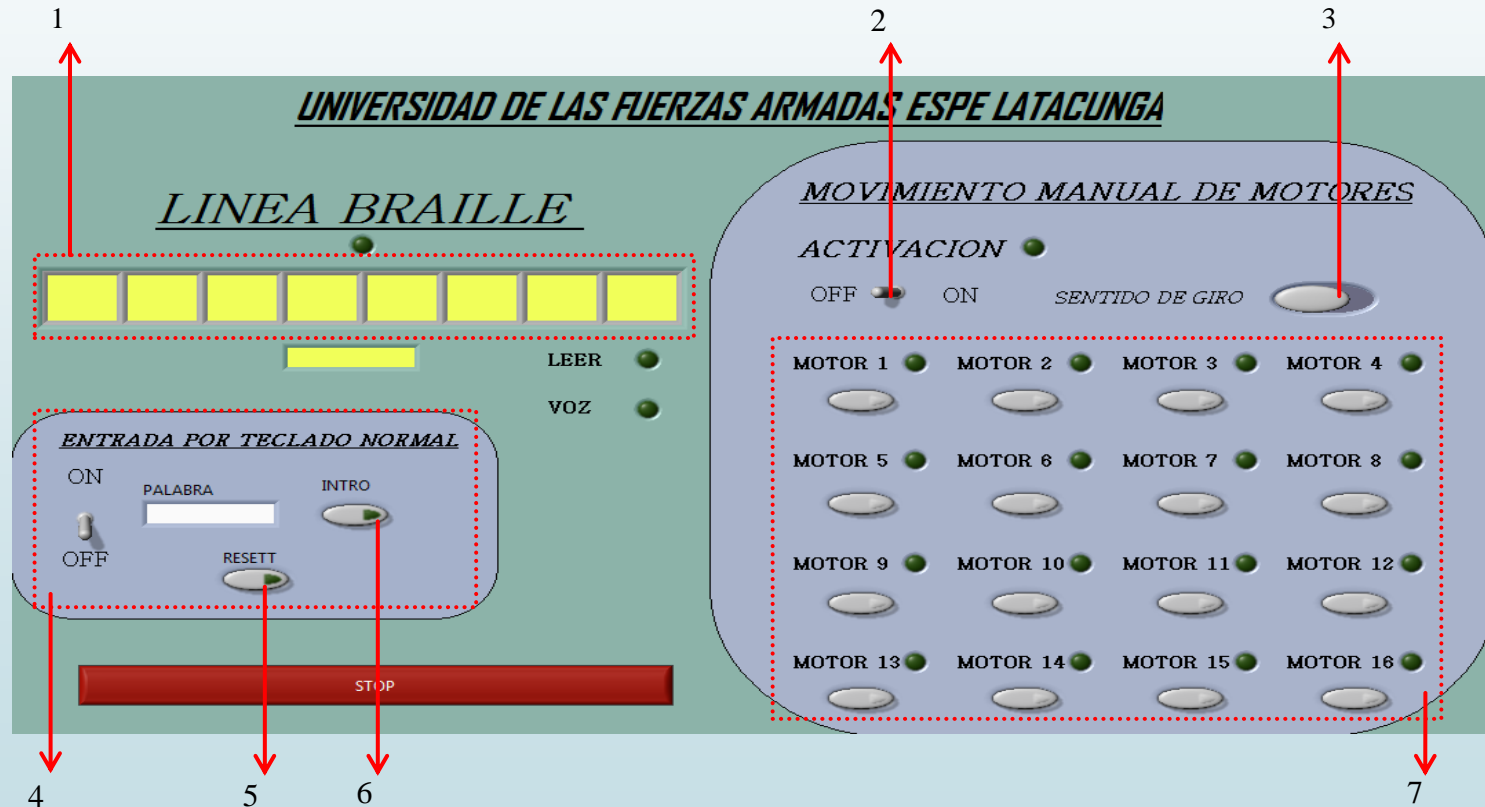 1 2 3
UNIVERSIDAD DE LAS FUERZAS ARMADAS ESPE LATACUNGA
LINEA BRAILLE
LEER
VOZ
ENTRADA POR TECLADO NORMAL
ON
PALABRA
INTRO
OFF
RESETT
STOP
MOVIMIENTO MANUAL DE MOTORES
ACTIVACION
OFF ON SENTIDO DE GIRO
MOTOR 1 MOTOR 2 MOTOR 3 MOTOR 4
MOTOR 5 MOTOR 6 MOTOR 7 MOTOR 8
MOTOR 9 MOTOR 10 MOTOR 11 MOTOR 12
MOTOR 13 MOTOR 14 MOTOR 15 MOTOR 16
4 5 6 7